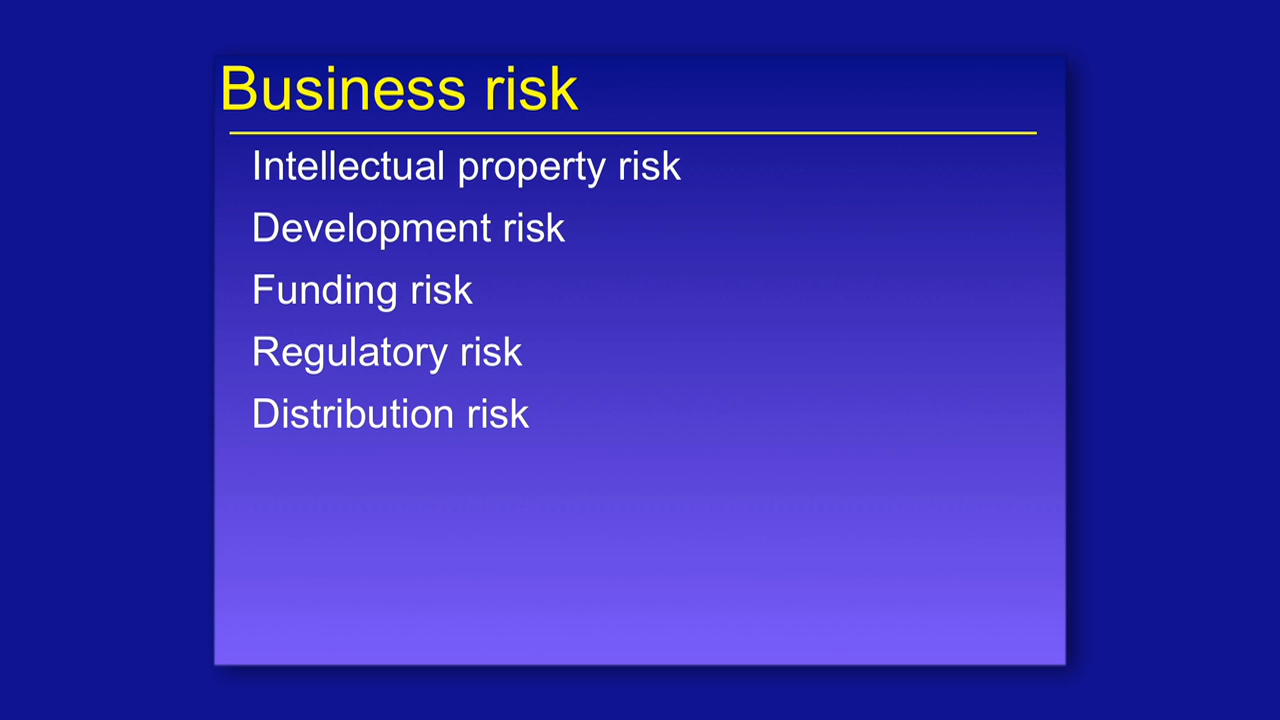 Business risk
Intellectual property risk
Development risk
Funding risk
Regulatory risk
Distribution risk